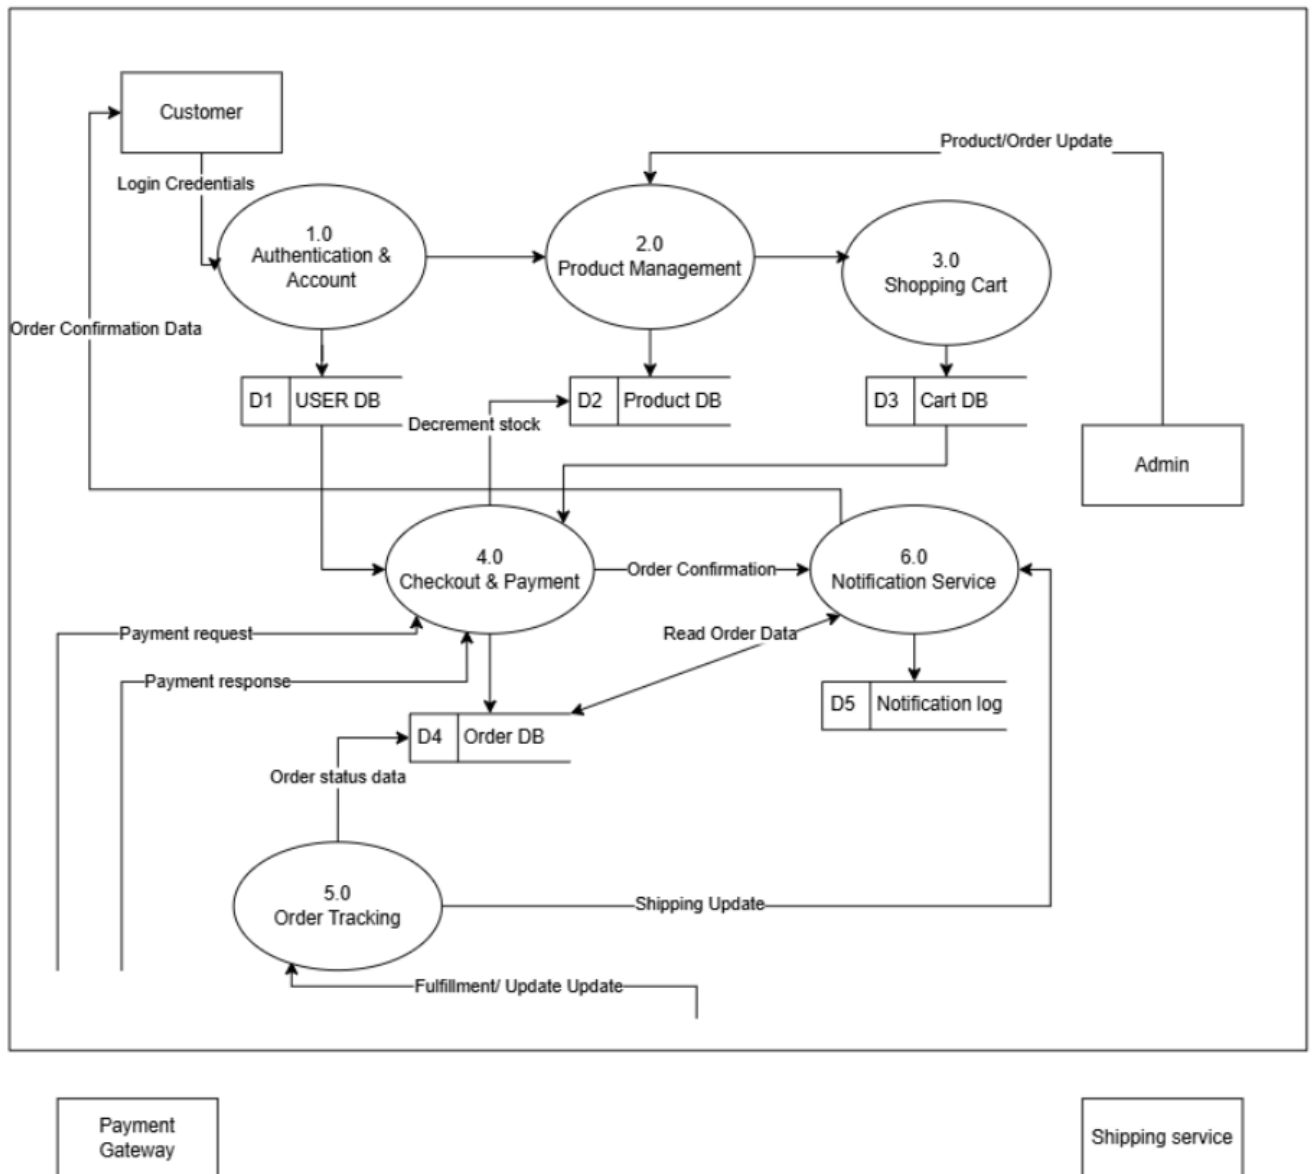 Customer
Product/Order Update
Login Credentials
1.0
Authentication &
Account
2.0
Product Management
3.0
Shopping Cart
Order Confirmation Data
D1 USER DB
D2 Product DB
D3 Cart DB
Decrement stock
Admin
4.0
Checkout & Payment
Order Confirmation
6.0
Notification Service
Payment request
Read Order Data
Payment response
D5 Notification log
D4 Order DB
Order status data
5.0
Order Tracking
Shipping Update
Fulfillment/ Update Update
Payment
Gateway
Shipping service